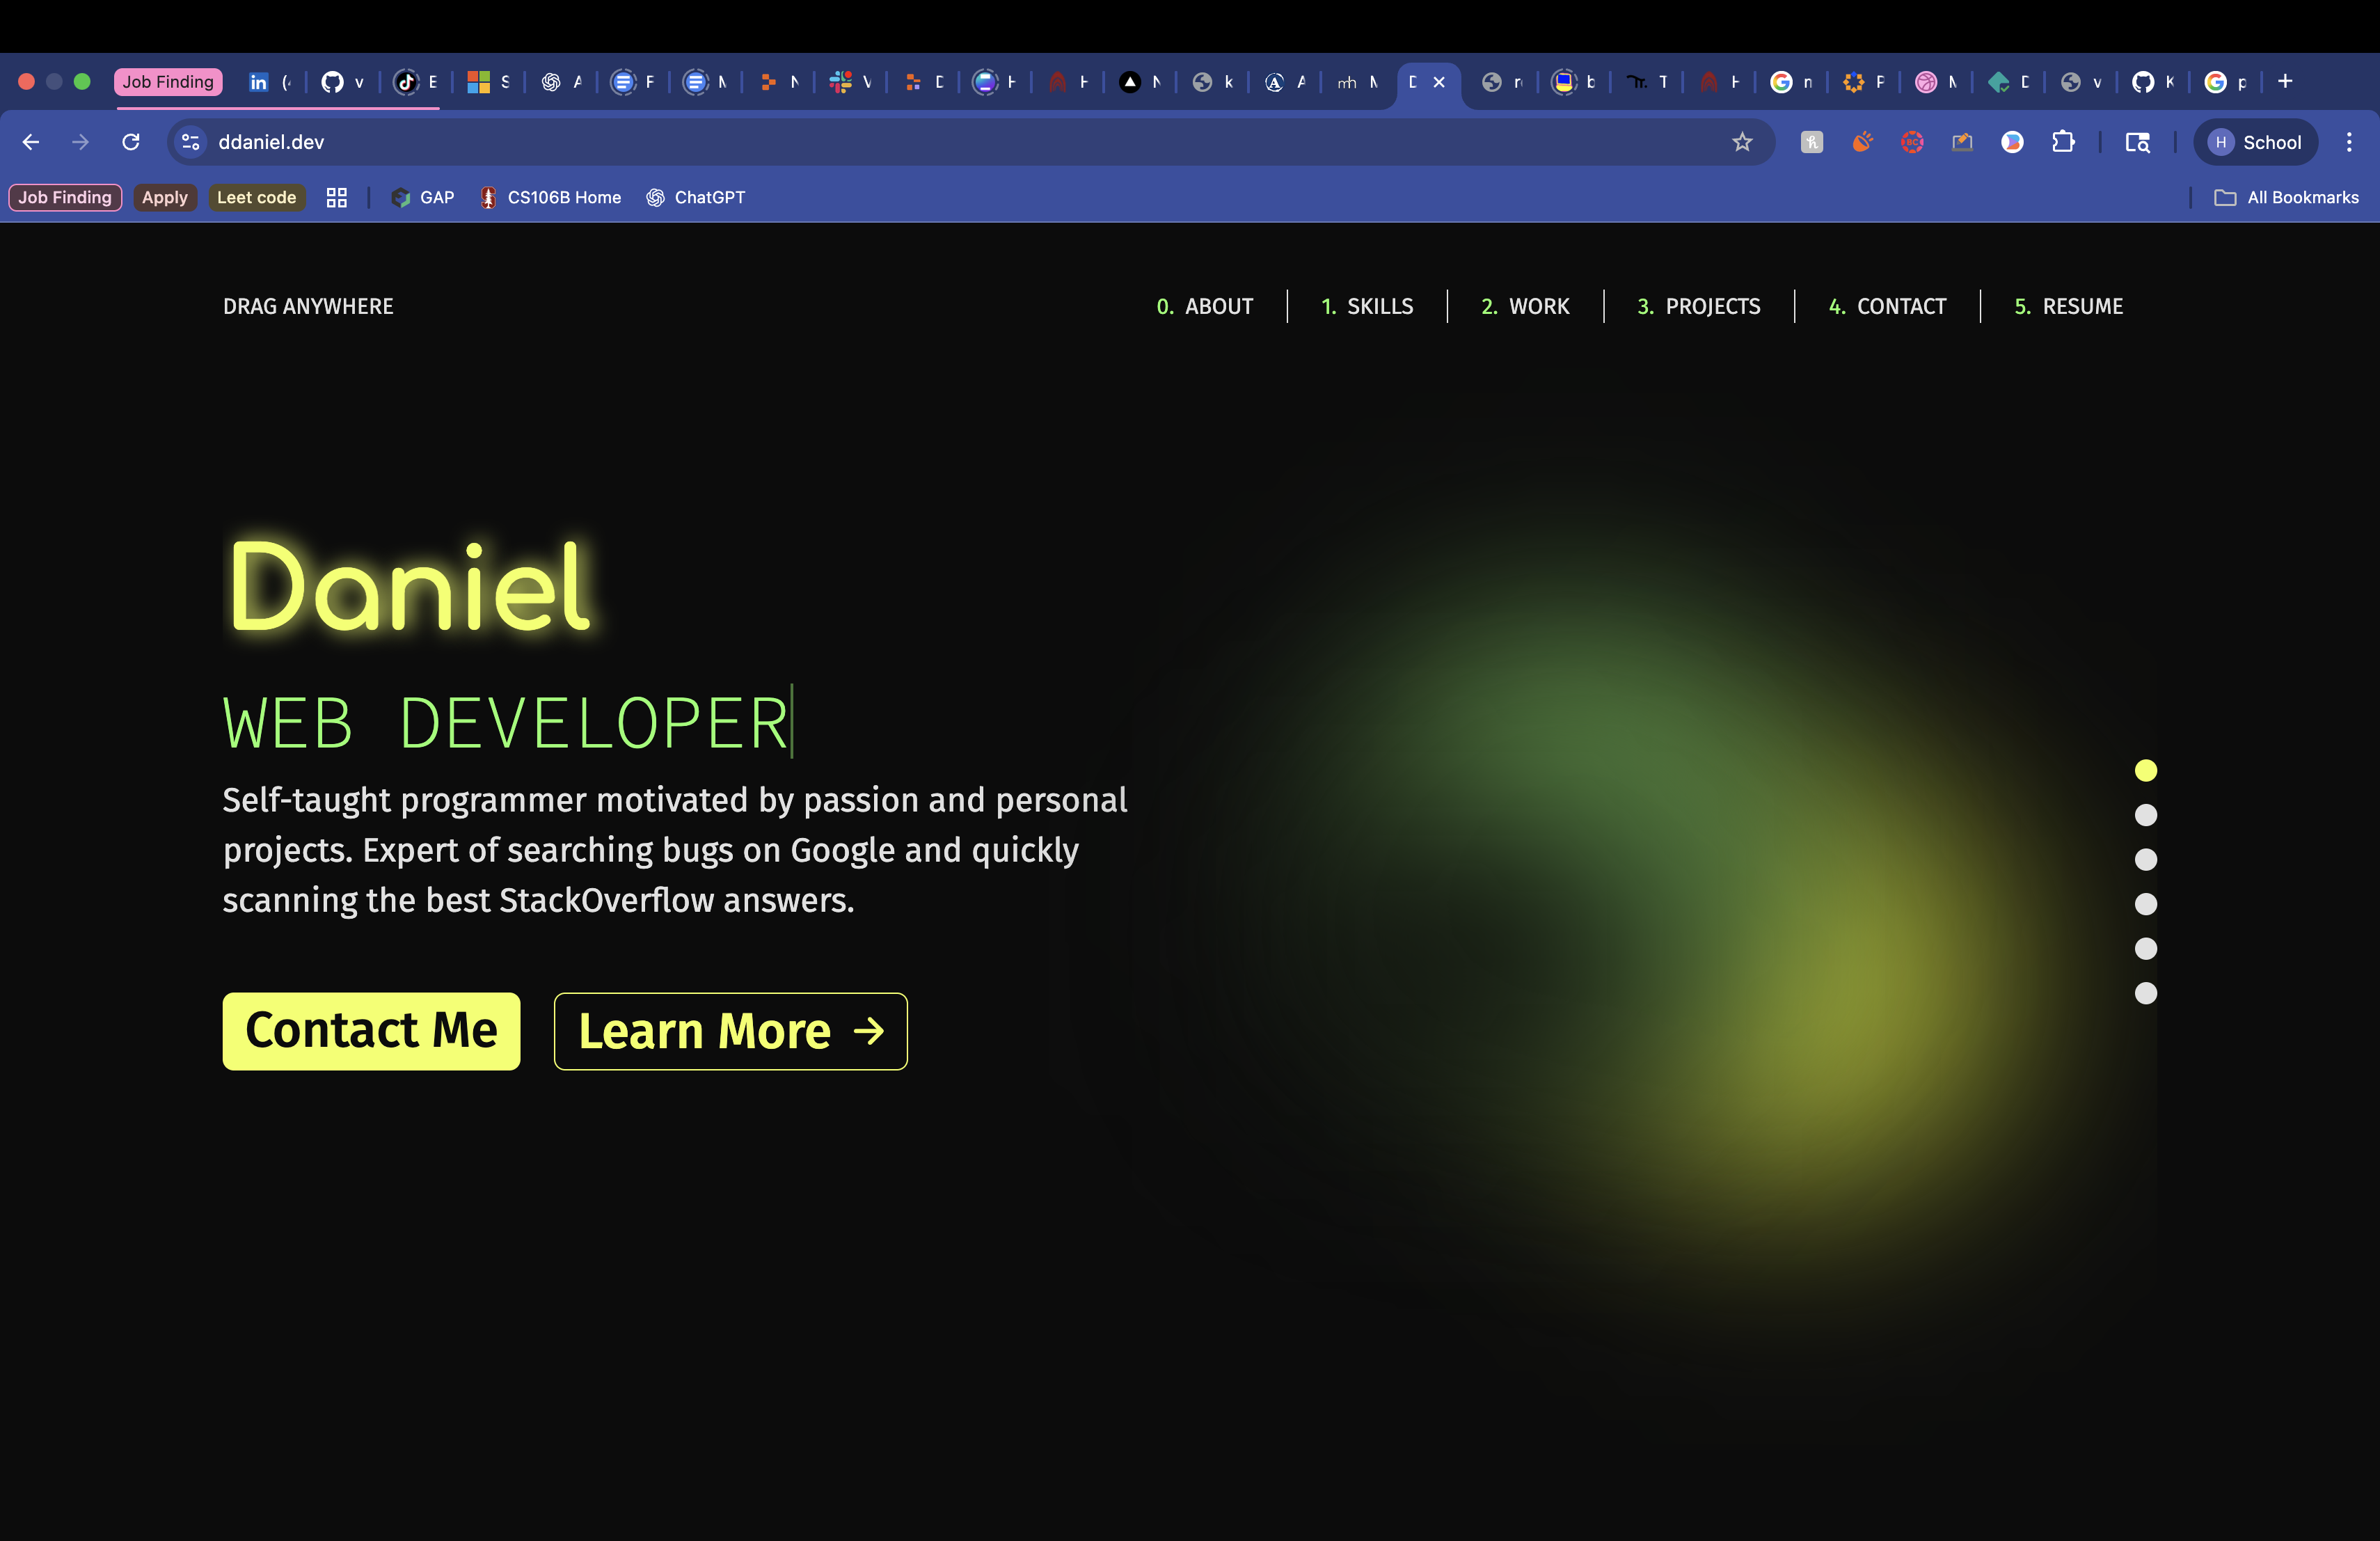 Job Finding
ddaniel.dev
School
Job Finding Apply Leet code GAP CS106B Home ChatGPT All Bookmarks
DRAG ANYWHERE
0. ABOUT 1. SKILLS 2. WORK 3. PROJECTS 4. CONTACT 5. RESUME
Daniel
WEB DEVELOPER
Self-taught programmer motivated by passion and personal
projects. Expert of searching bugs on Google and quickly
scanning the best StackOverflow answers.
Contact Me
Learn More →